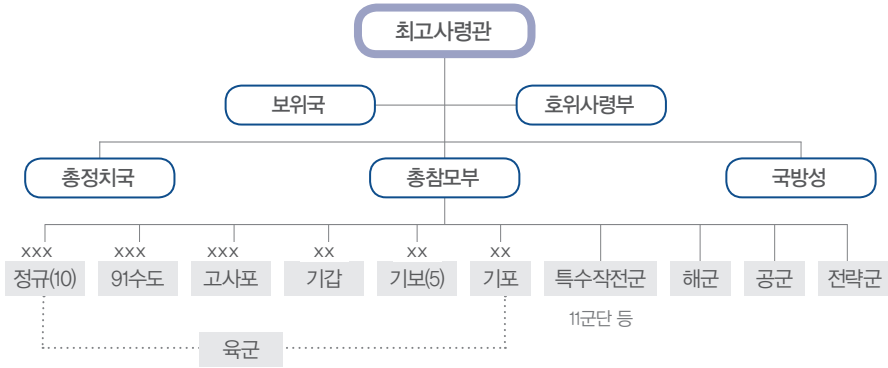 최고사령관
보위국 호위사령부
총정치국 총참모부 국방성
xxx xxx xxx xx xx xx
정규(10) 91수도 고사포 기갑 기보(5) 기포 특수작전군 해군 공군 전략군
11군단 등
육군